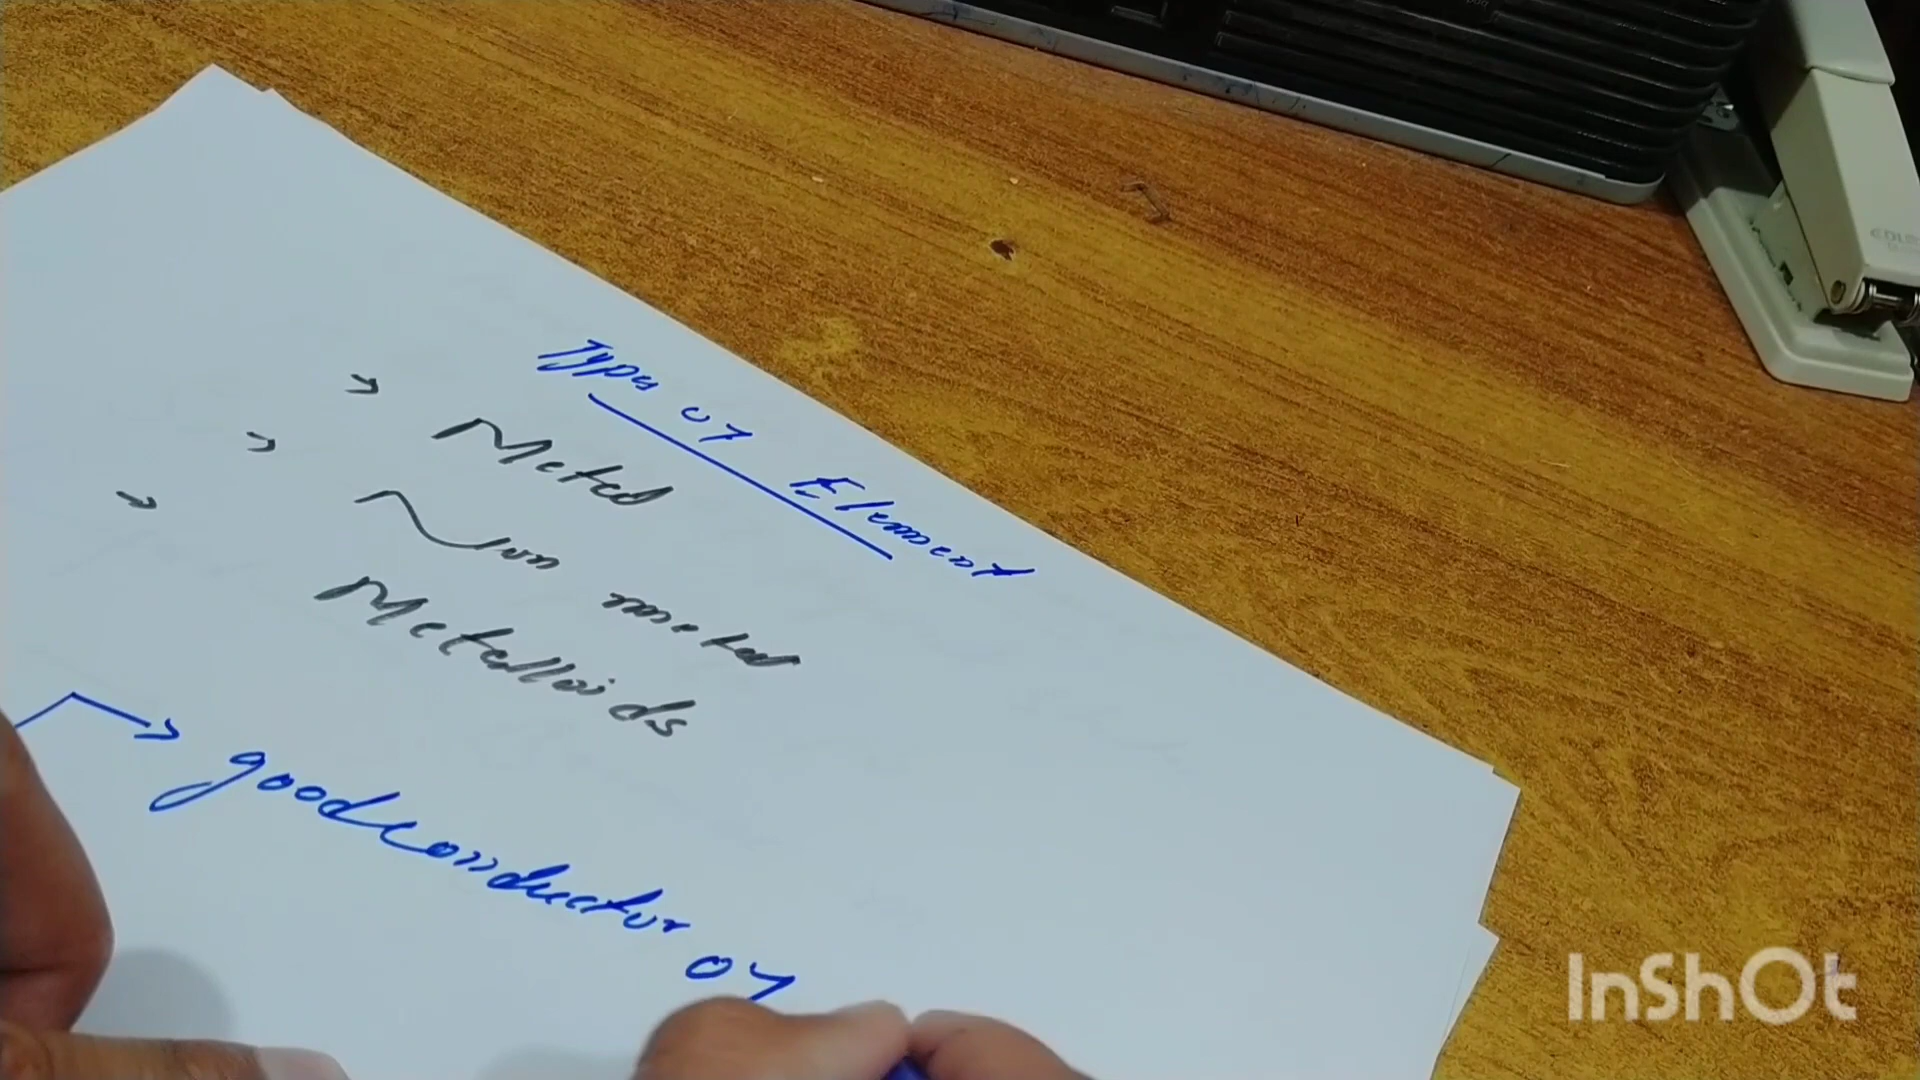 Types of Element
→ Metal
→ Non metal
→ Metalloids
→ good conductor of
InShOt